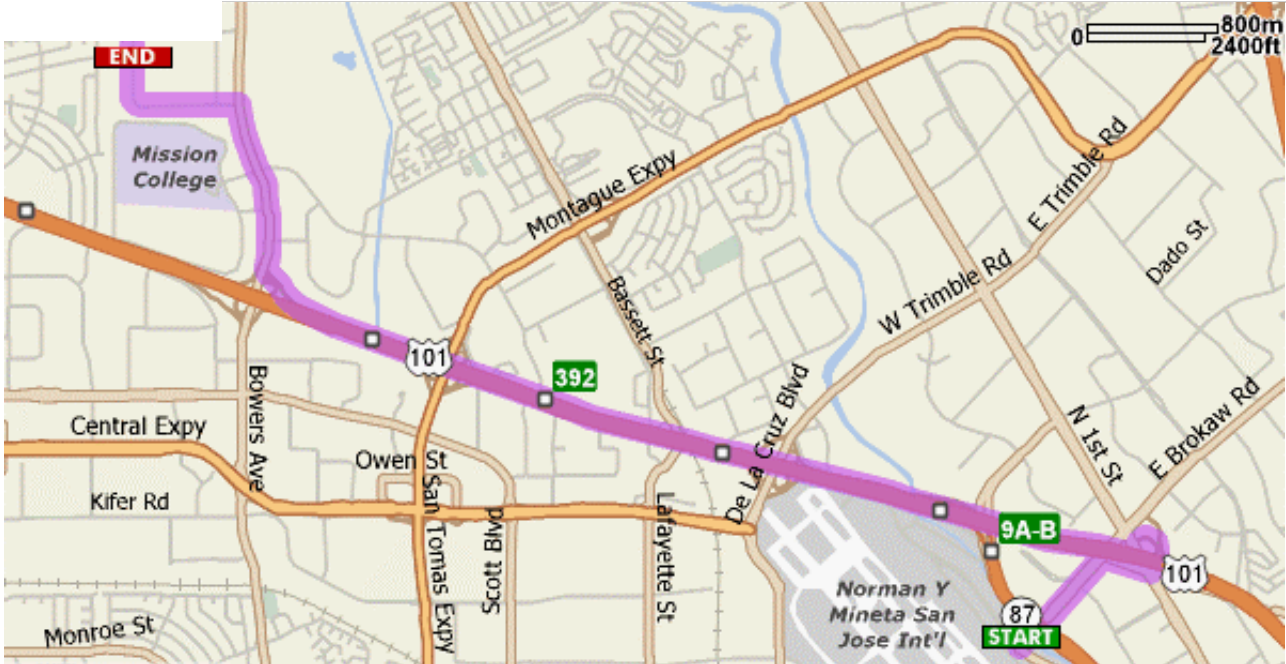 800m
0
2400ft
END
Mission
College
Montague Expy
E Trimble Rd
Dado St
W Trimble Rd
Bassett St
101
392
Bowers Ave
De La Cruz Blvd
N 1st St
E Brokaw Rd
Central Expy
Owen St
Kifer Rd
San Tomas Expy
Scott Blvd
Lafayette St
9A-B
101
Norman Y
Mineta San
Jose Int'l
87
START
Monroe St